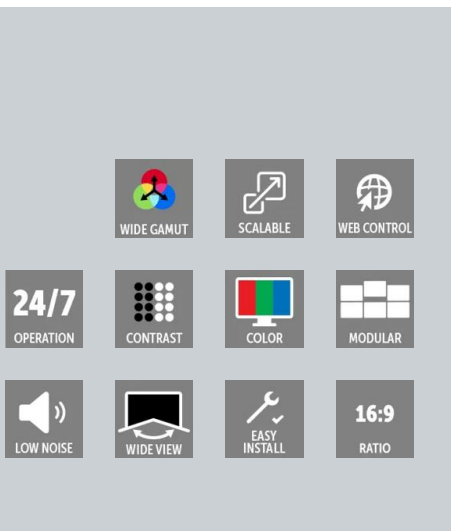 WIDE GAMUT
SCALABLE
WEB CONTROL
24/7
OPERATION
CONTRAST
COLOR
MODULAR
LOW NOISE
WIDE VIEW
EASY
INSTALL
16:9
RATIO